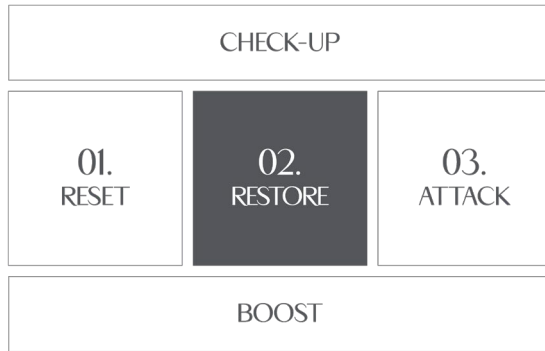 CHECK-UP
01.
RESET
02.
RESTORE
03.
ATTACK
BOOST